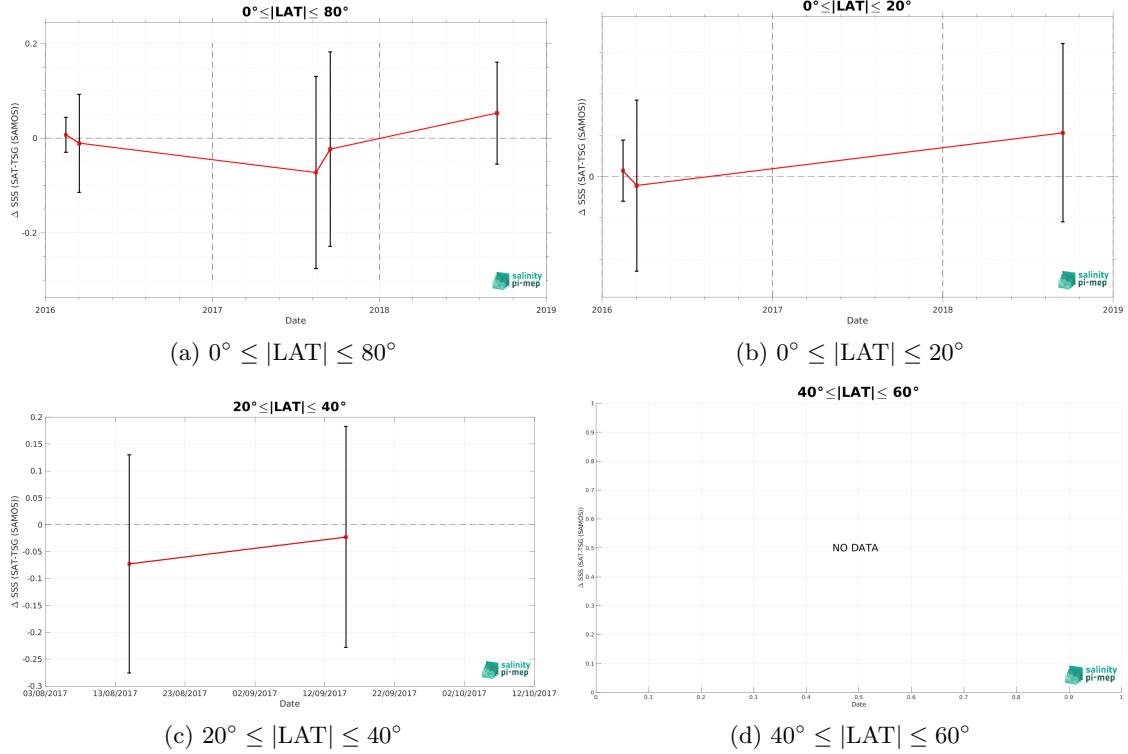 0°≤|LAT|≤ 80°
Δ SSS (SAT-TSG (SAMOS))
0.2
0
-0.2
2016 2017 2018 2019
Date
salinity
pi-mep
(a) 0° ≤ |LAT| ≤ 80°
0°≤|LAT|≤ 20°
Δ SSS (SAT-TSG (SAMOS))
0
2016 2017 2018 2019
Date
salinity
pi-mep
(b) 0° ≤ |LAT| ≤ 20°
20°≤|LAT|≤ 40°
Δ SSS (SAT-TSG (SAMOS))
0.2
0.15
0.1
0.05
0
-0.05
-0.1
-0.15
-0.2
-0.25
-0.3
03/08/2017 13/08/2017 23/08/2017 02/09/2017 12/09/2017 22/09/2017 02/10/2017 12/10/2017
Date
salinity
pi-mep
(c) 20° ≤ |LAT| ≤ 40°
40°≤|LAT|≤ 60°
Δ SSS (SAT-TSG (SAMOS))
1
0.9
0.8
0.7
0.6
0.5
0.4
0.3
0.2
0.1
0
NO DATA
0 0.1 0.2 0.3 0.4 0.5 0.6 0.7 0.8 0.9 1
Date
salinity
pi-mep
(d) 40° ≤ |LAT| ≤ 60°